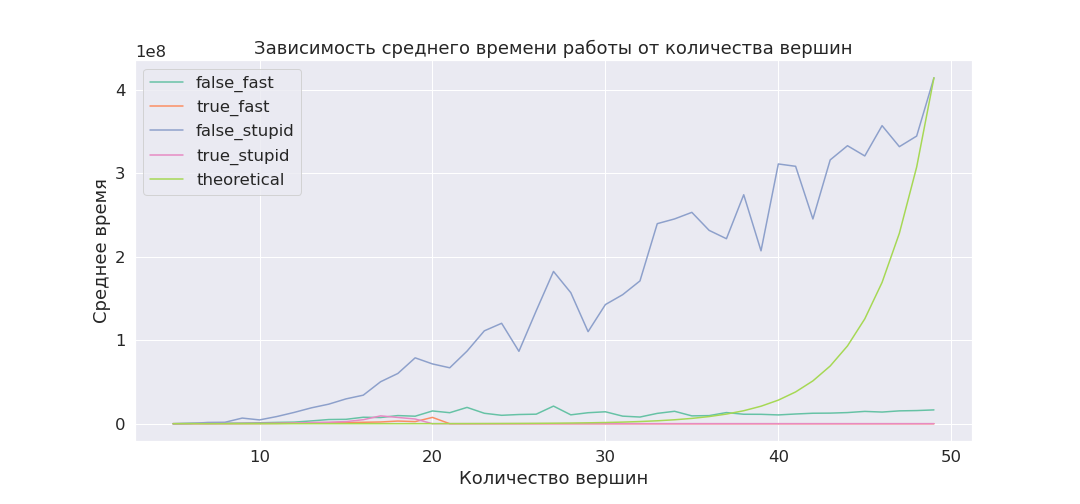 Зависимость среднего времени работы от количества вершин
1e8
false_fast
true_fast
false_stupid
true_stupid
theoretical
4
3
2
1
0
Среднее время
10
20
30
40
50
Количество вершин